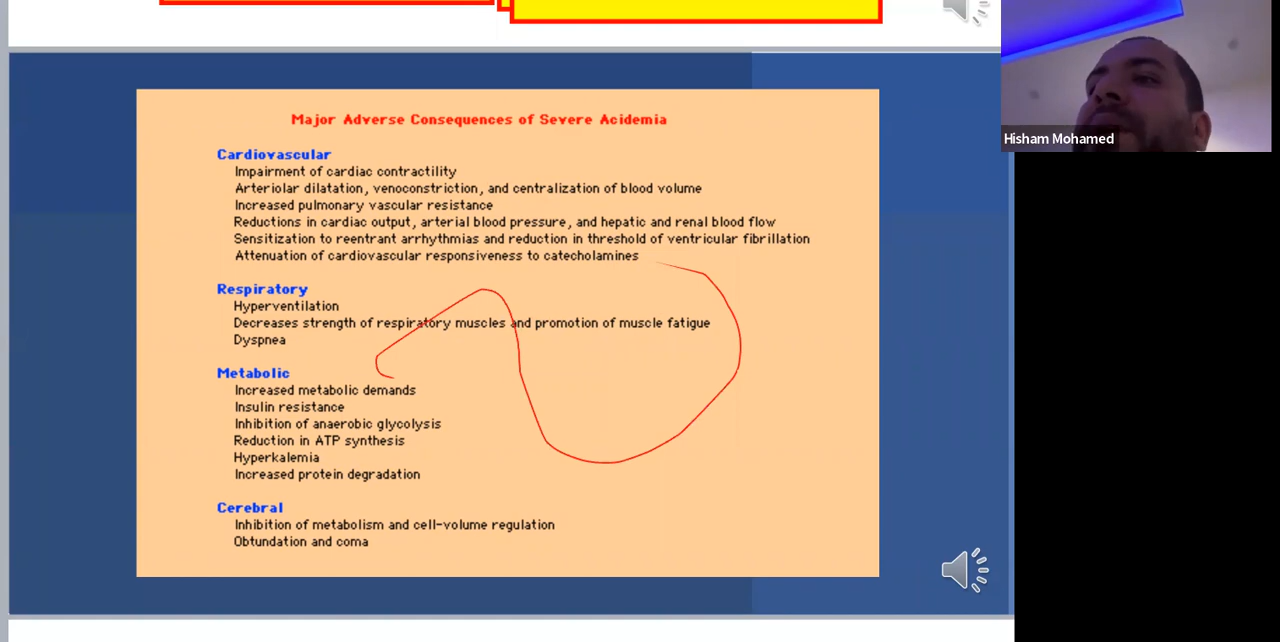 Hisham Mohamed
Major Adverse Consequences of Severe Acidemia
Cardiovascular
Impairment of cardiac contractility
Arteriolar dilatation, venoconstriction, and centralization of blood volume
Increased pulmonary vascular resistance
Reductions in cardiac output, arterial blood pressure, and hepatic and renal blood flow
Sensitization to reentrant arrhythmias and reduction in threshold of ventricular fibrillation
Attenuation of cardiovascular responsiveness to catecholamines
Respiratory
Hyperventilation
Decreases strength of respiratory muscles and promotion of muscle fatigue
Dyspnea
Metabolic
Increased metabolic demands
Insulin resistance
Inhibition of anaerobic glycolysis
Reduction in ATP synthesis
Hyperkalemia
Increased protein degradation
Cerebral
Inhibition of metabolism and cell-volume regulation
Obtundation and coma